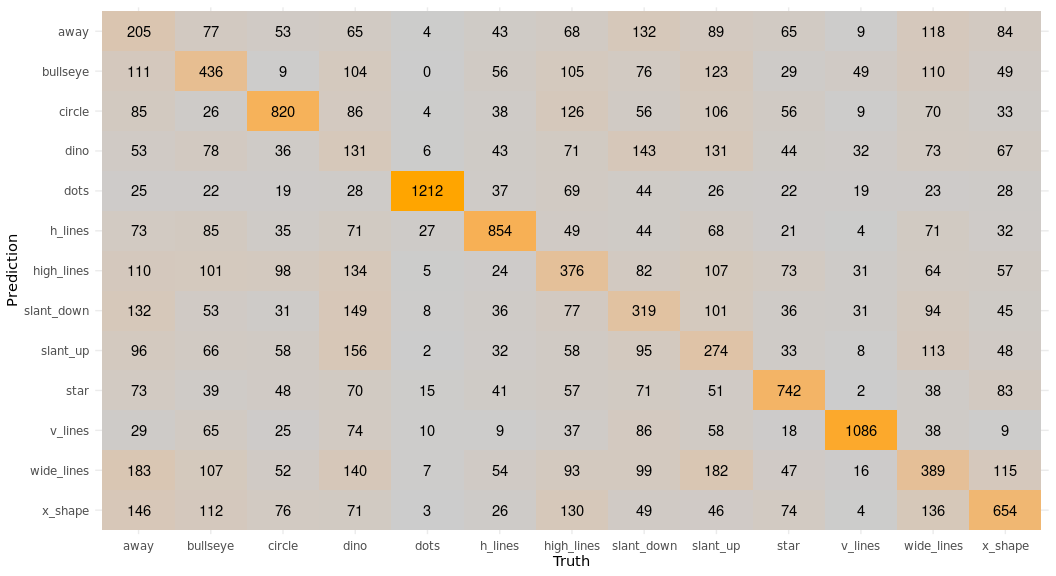 away 205 77 53 65 4 43 68 132 89 65 9 118 84
bullseye 111 436 9 104 0 56 105 76 123 29 49 110 49
circle 85 26 820 86 4 38 126 56 106 56 9 70 33
dino 53 78 36 131 6 43 71 143 131 44 32 73 67
dots 25 22 19 28 1212 37 69 44 26 22 19 23 28
h_lines 73 85 35 71 27 854 49 44 68 21 4 71 32
high_lines 110 101 98 134 5 24 376 82 107 73 31 64 57
slant_down 132 53 31 149 8 36 77 319 101 36 31 94 45
slant_up 96 66 58 156 2 32 58 95 274 33 8 113 48
star 73 39 48 70 15 41 57 71 51 742 2 38 83
v_lines 29 65 25 74 10 9 37 86 58 18 1086 38 9
wide_lines 183 107 52 140 7 54 93 99 182 47 16 389 115
x_shape 146 112 76 71 3 26 130 49 46 74 4 136 654
away bullseye circle dino dots h_lines high_lines slant_down slant_up star v_lines wide_lines x_shape
Truth
Prediction